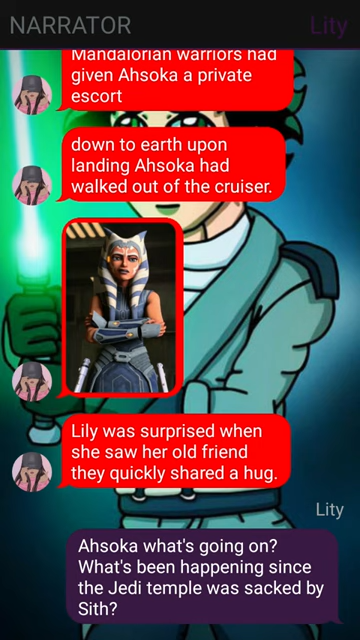 NARRATOR
Lity
Mandalorian warriors had
given Ahsoka a private
escort
down to earth upon
landing Ahsoka had
walked out of the cruiser.
Lily was surprised when
she saw her old friend
they quickly shared a hug.
Lity
Ahsoka what's going on?
What's been happening since
the Jedi temple was sacked by
Sith?